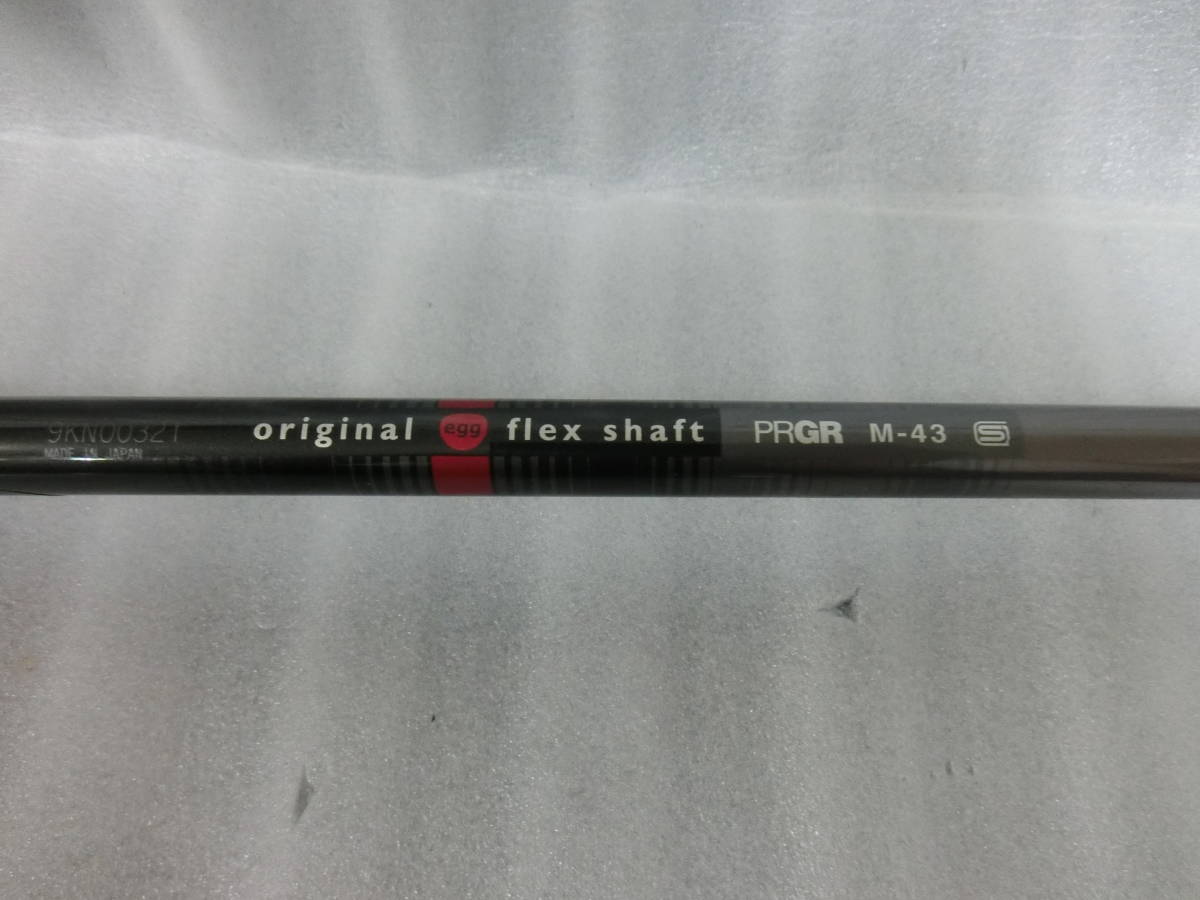 9KN00321
MADE IN JAPAN
original egg flex shaft PRGR M-43 S